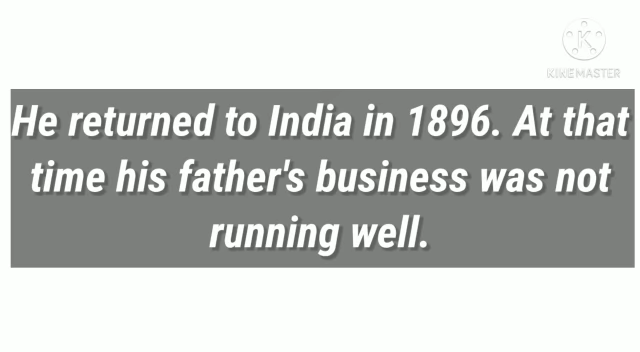 K
KINEMASTER
He returned to India in 1896. At that
time his father's business was not
running well.